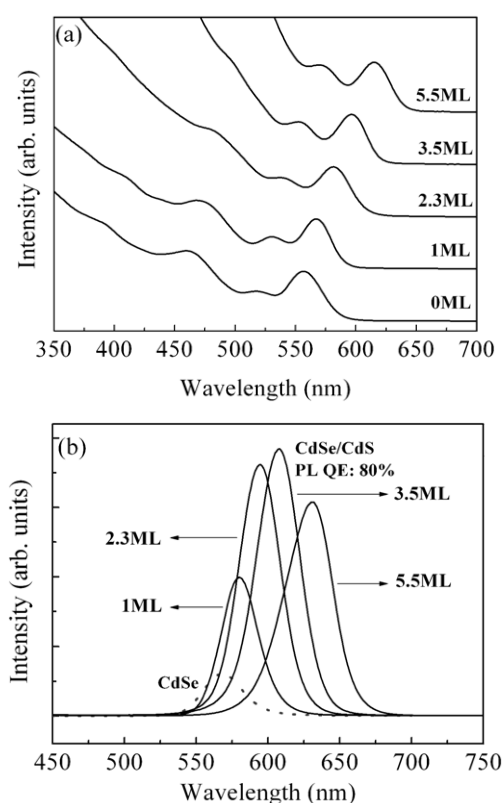 (a)
5.5ML
3.5ML
2.3ML
1ML
0ML
Intensity (arb. units)
350 400 450 500 550 600 650 700
Wavelength (nm)
(b)
CdSe/CdS
PL QE: 80%
3.5ML
2.3ML
5.5ML
1ML
CdSe
Intensity (arb. units)
450 500 550 600 650 700 750
Wavelength (nm)